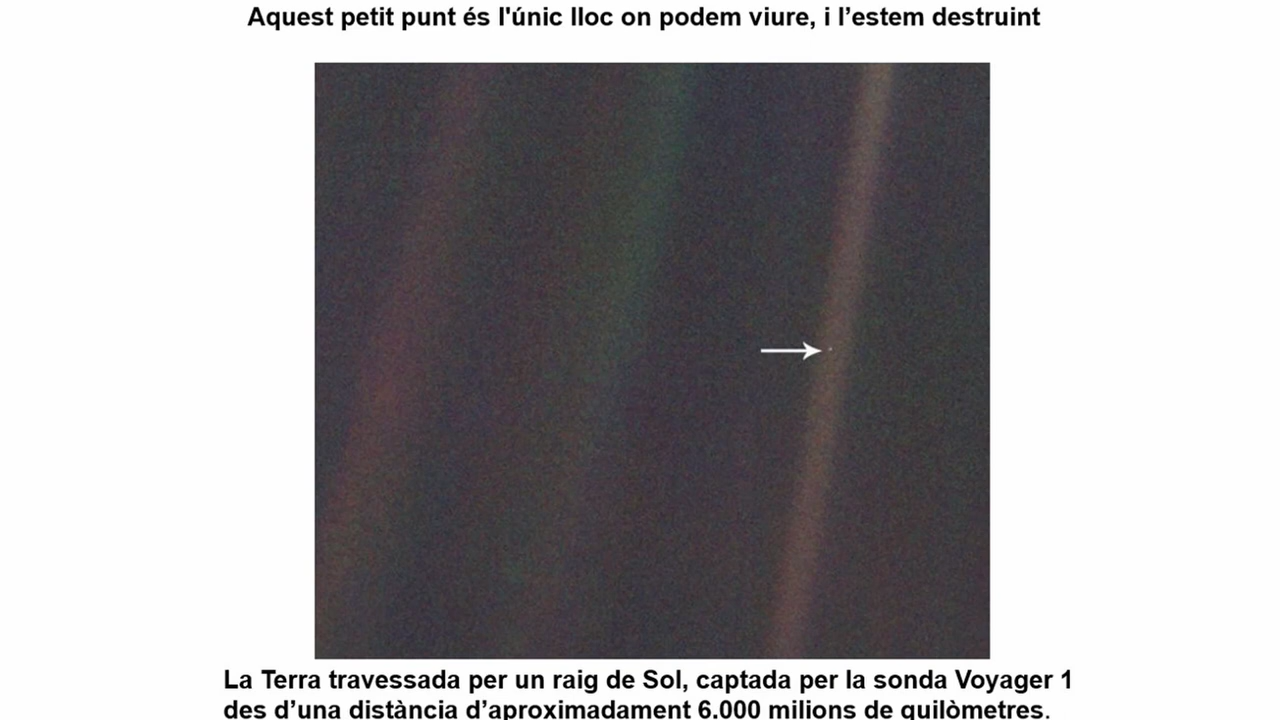 Aquest petit punt és l'únic lloc on podem viure, i l’estem destruint
La Terra travessada per un raig de Sol, captada per la sonda Voyager 1
des d’una distància d’aproximadament 6.000 milions de quilòmetres.